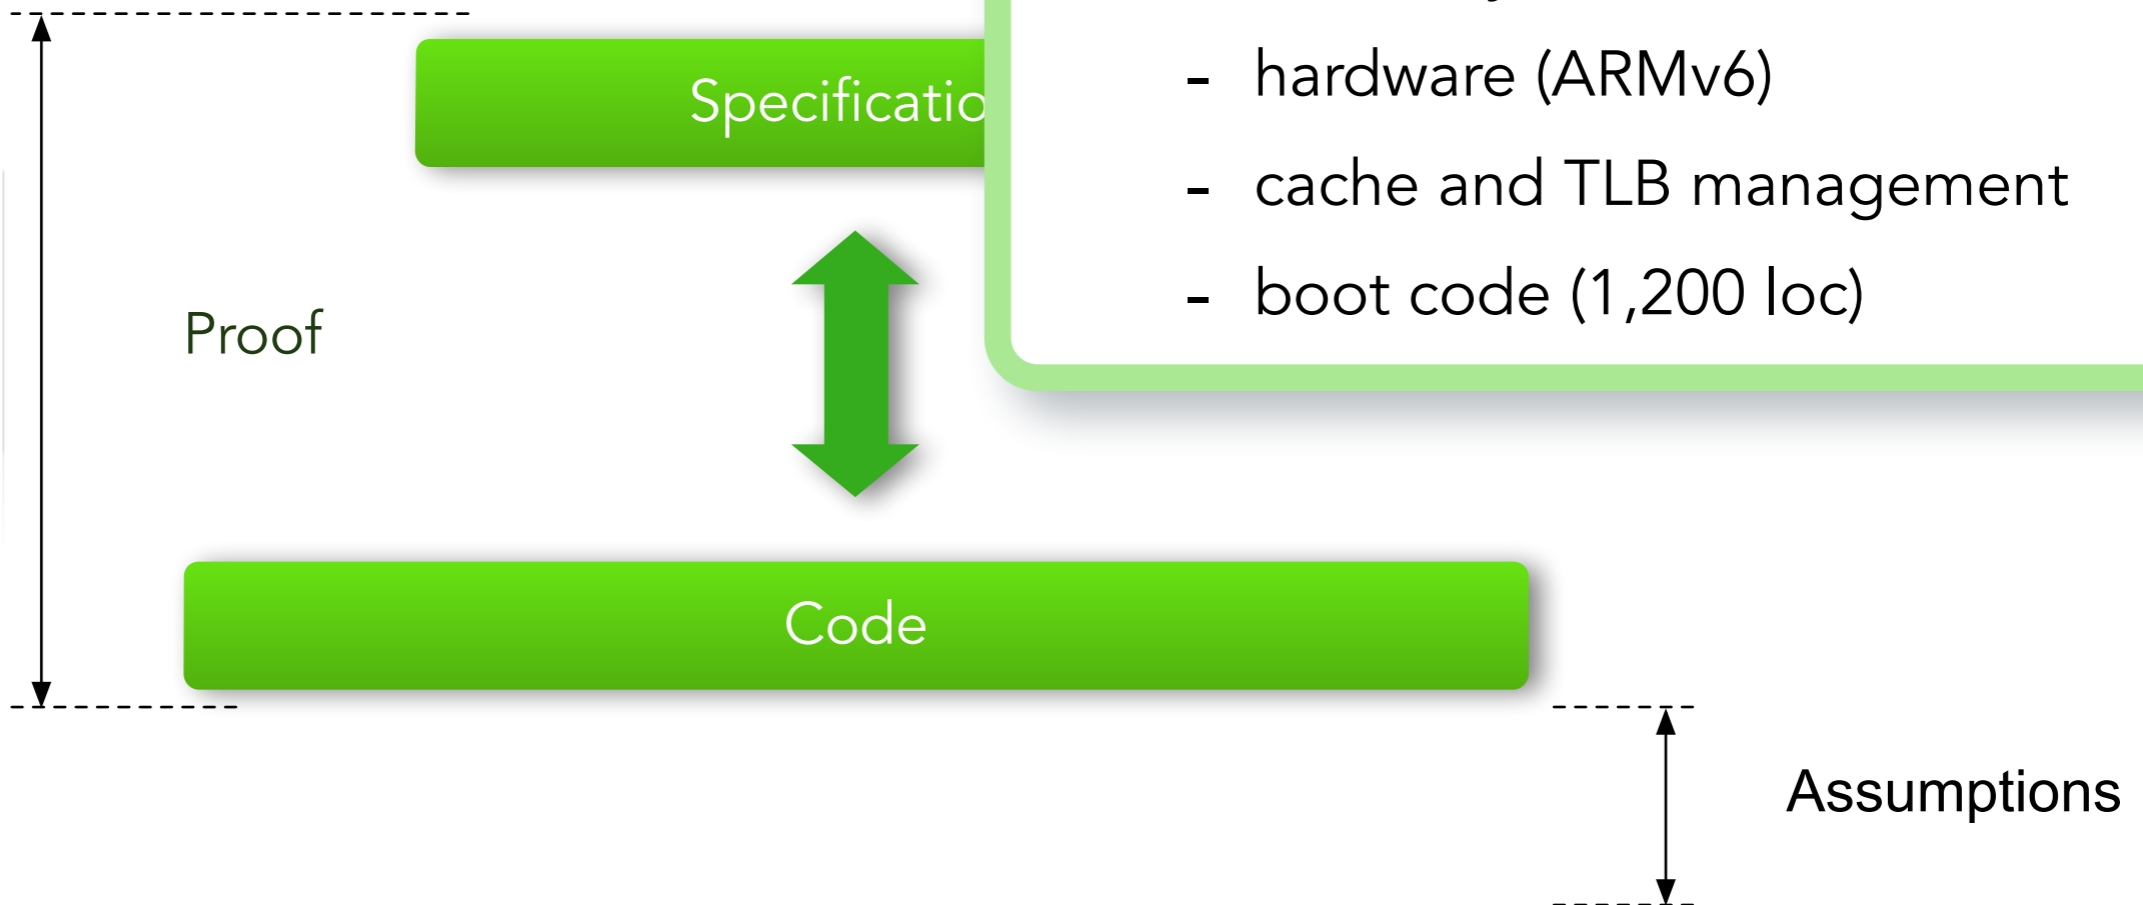 - hardware (ARMv6)
Specificatio
- cache and TLB management
- boot code (1,200 loc)
Proof
Code
Assumptions